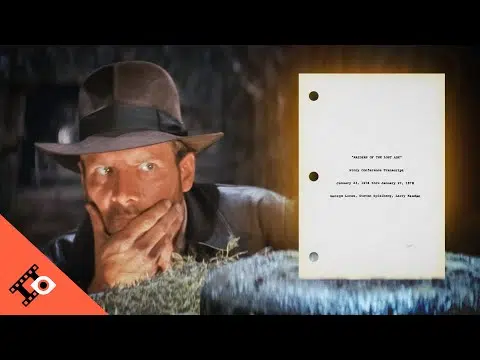 "RAIDERS OF THE LOST ARK"
Story Conference Transcript
January 23, 1978 thru January 27, 1978
George Lucas, Steven Spielberg, Larry Kasdan